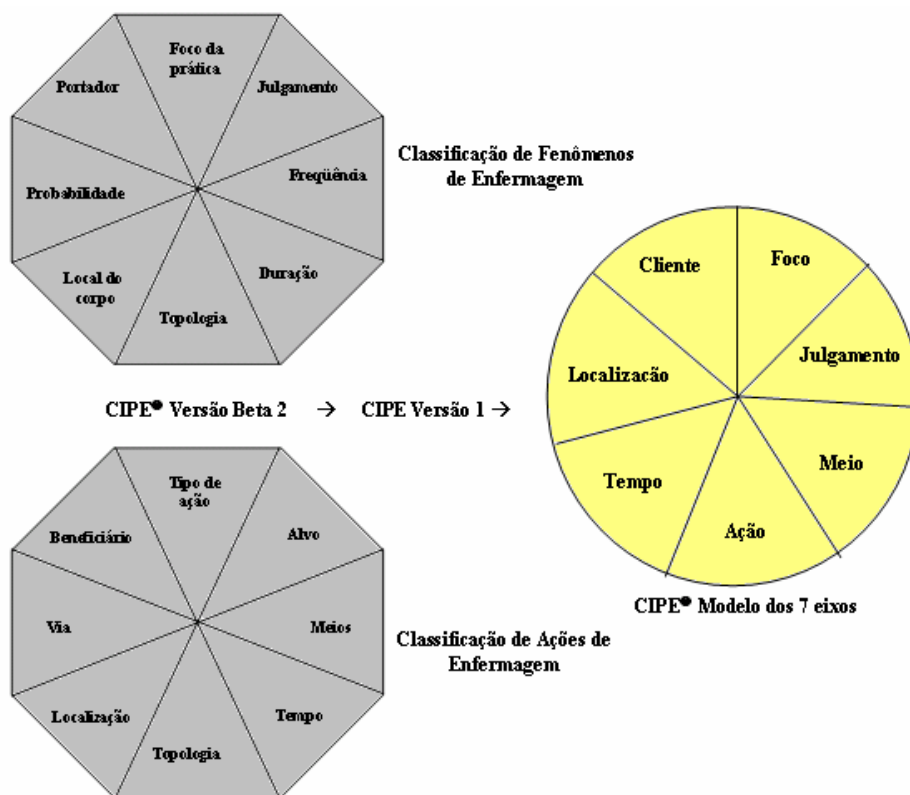 Foco da
prática
Portador
Julgamento
Probabilidade
Freqüência
Local do
corpo
Duração
Topologia
Classificação de Fenômenos
de Enfermagem
CIPE® Versão Beta 2 → CIPE Versão 1 →
Cliente
Foco
Localizacão
Julgamento
Tempo
Meio
Ação
CIPE® Modelo dos 7 eixos
Tipo de
ação
Beneficiário
Alvo
Via
Meios
Localização
Tempo
Topologia
Classificação de Ações de
Enfermagem